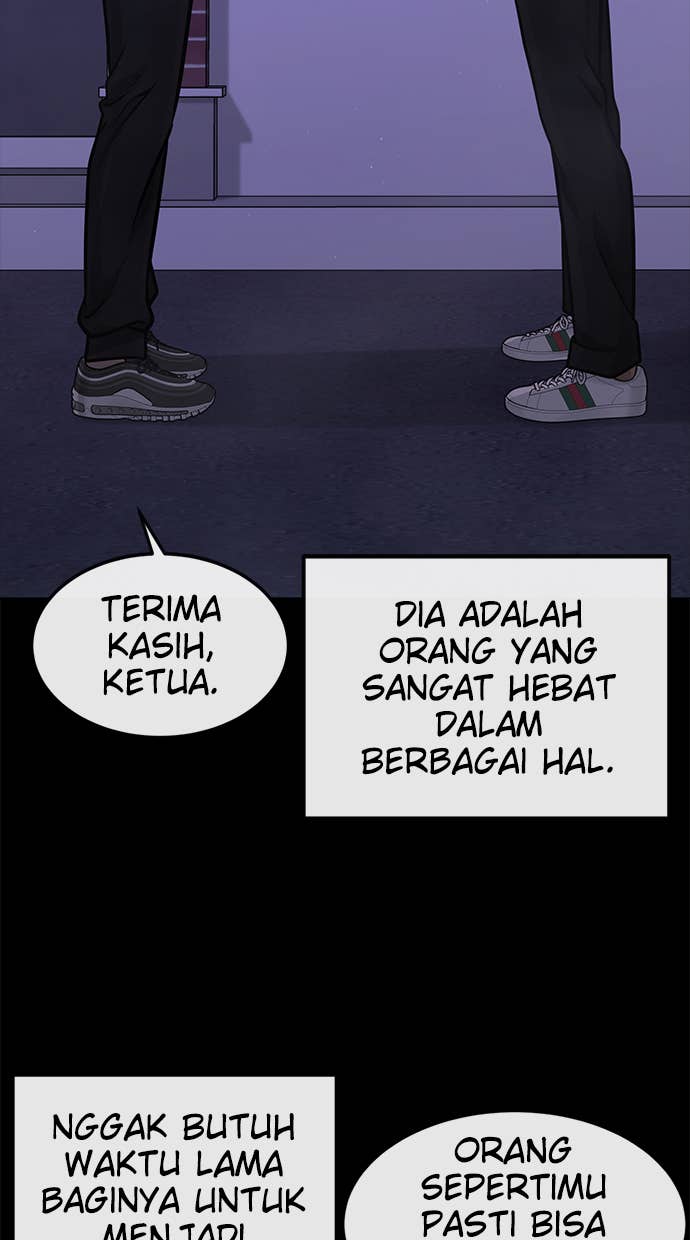 TERIMA
KASIH,
KETUA.
DIA ADALAH
ORANG YANG
SANGAT HEBAT
DALAM
BERBAGAI HAL.
NGGAK BUTUH
WAKTU LAMA
BAGINYA UNTUK
MENJADI
ORANG
SEPERTIMU
PASTI BISA